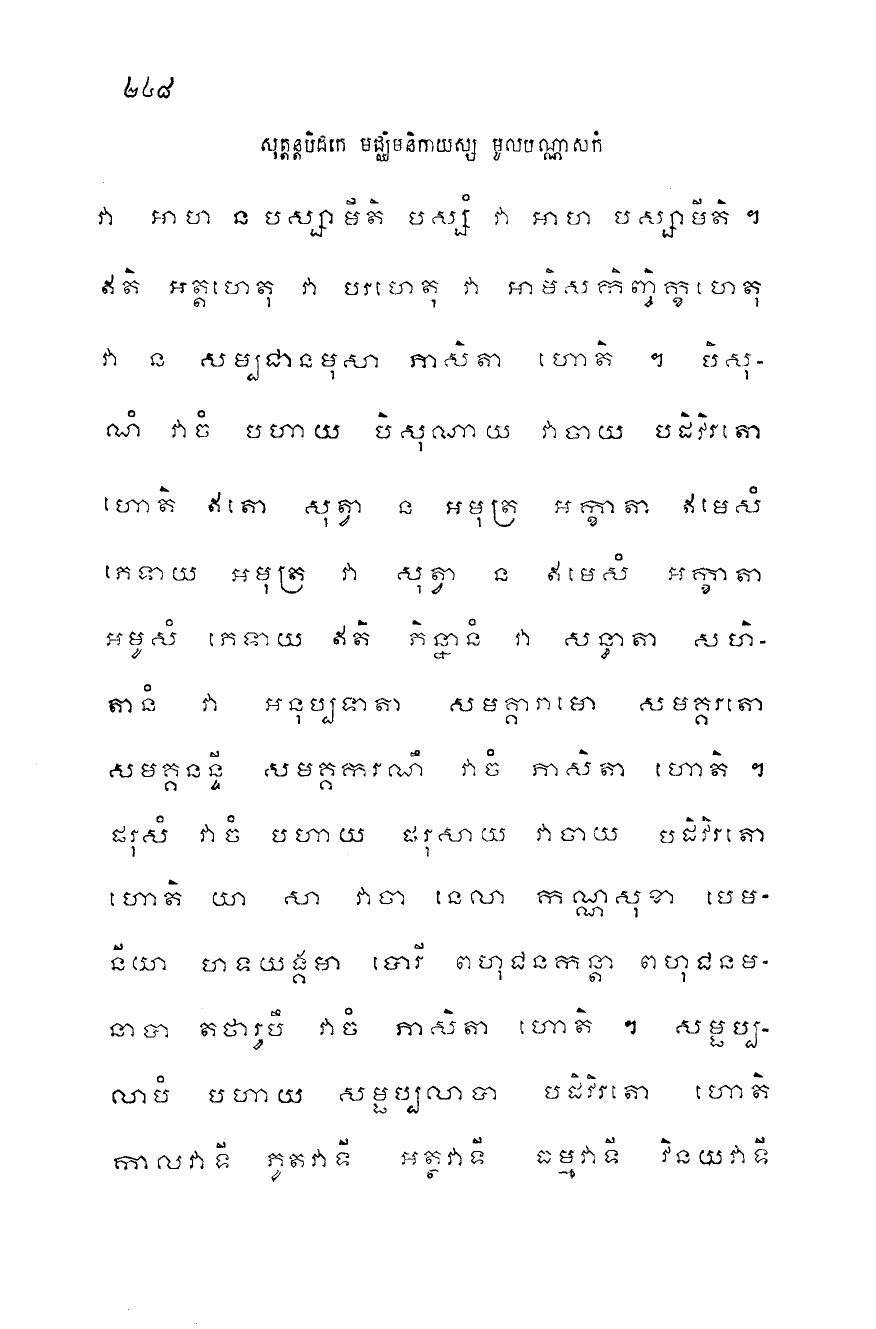 ២៤៨
សុត្តន្តបិដកេ មជ្ឈិមនិកាយស្ស មូលបណ្ណាសកំ
វា អាហ ន បស្សាមីតិ បស្សំ វា អាហ បស្សាមីតិ ។
ឥតិ អត្តហេតុ វា បរហេតុ វា អាមិសកិញ្ចិក្ខហេតុ
វា ន សម្បជានមុសា ភាសិតា ហោតិ ។ បិសុ-
ណំ វាចំ បហាយ បិសុណាយ វាចាយ បដិវិរតោ
ហោតិ ឥតោ សុត្វា ន អមុត្រ អក្ខាតា ឥមេសំ
ភេទាយ អមុត្រ វា សុត្វា ន ឥមេសំ អក្ខាតា
អមូសំ ភេទាយ ឥតិ ភិន្នានំ វា សន្ធាតា សហិ-
តានំ វា អនុប្បទាតា សមគ្គារាមោ សមគ្គរតោ
សមគ្គនន្ទី សមគ្គករណឹ វាចំ ភាសិតា ហោតិ ។
ផរុសំ វាចំ បហាយ ផរុសាយ វាចាយ បដិវិរតោ
ហោតិ យា សា វាចា នេលា កណ្ណសុខា បេម-
នីយោ ហទយង្គមា បោរី ពហុជនកន្តា ពហុជនម-
នាបា តថារូបឹ វាចំ ភាសិតា ហោតិ ។ សម្ផប្ប-
លាបំ បហាយ សម្ផប្បលាបា បដិវិរតោ ហោតិ
កាលវាទី ភូតវាទី អត្ថវាទី ធម្មវាទី វិនយវាទី